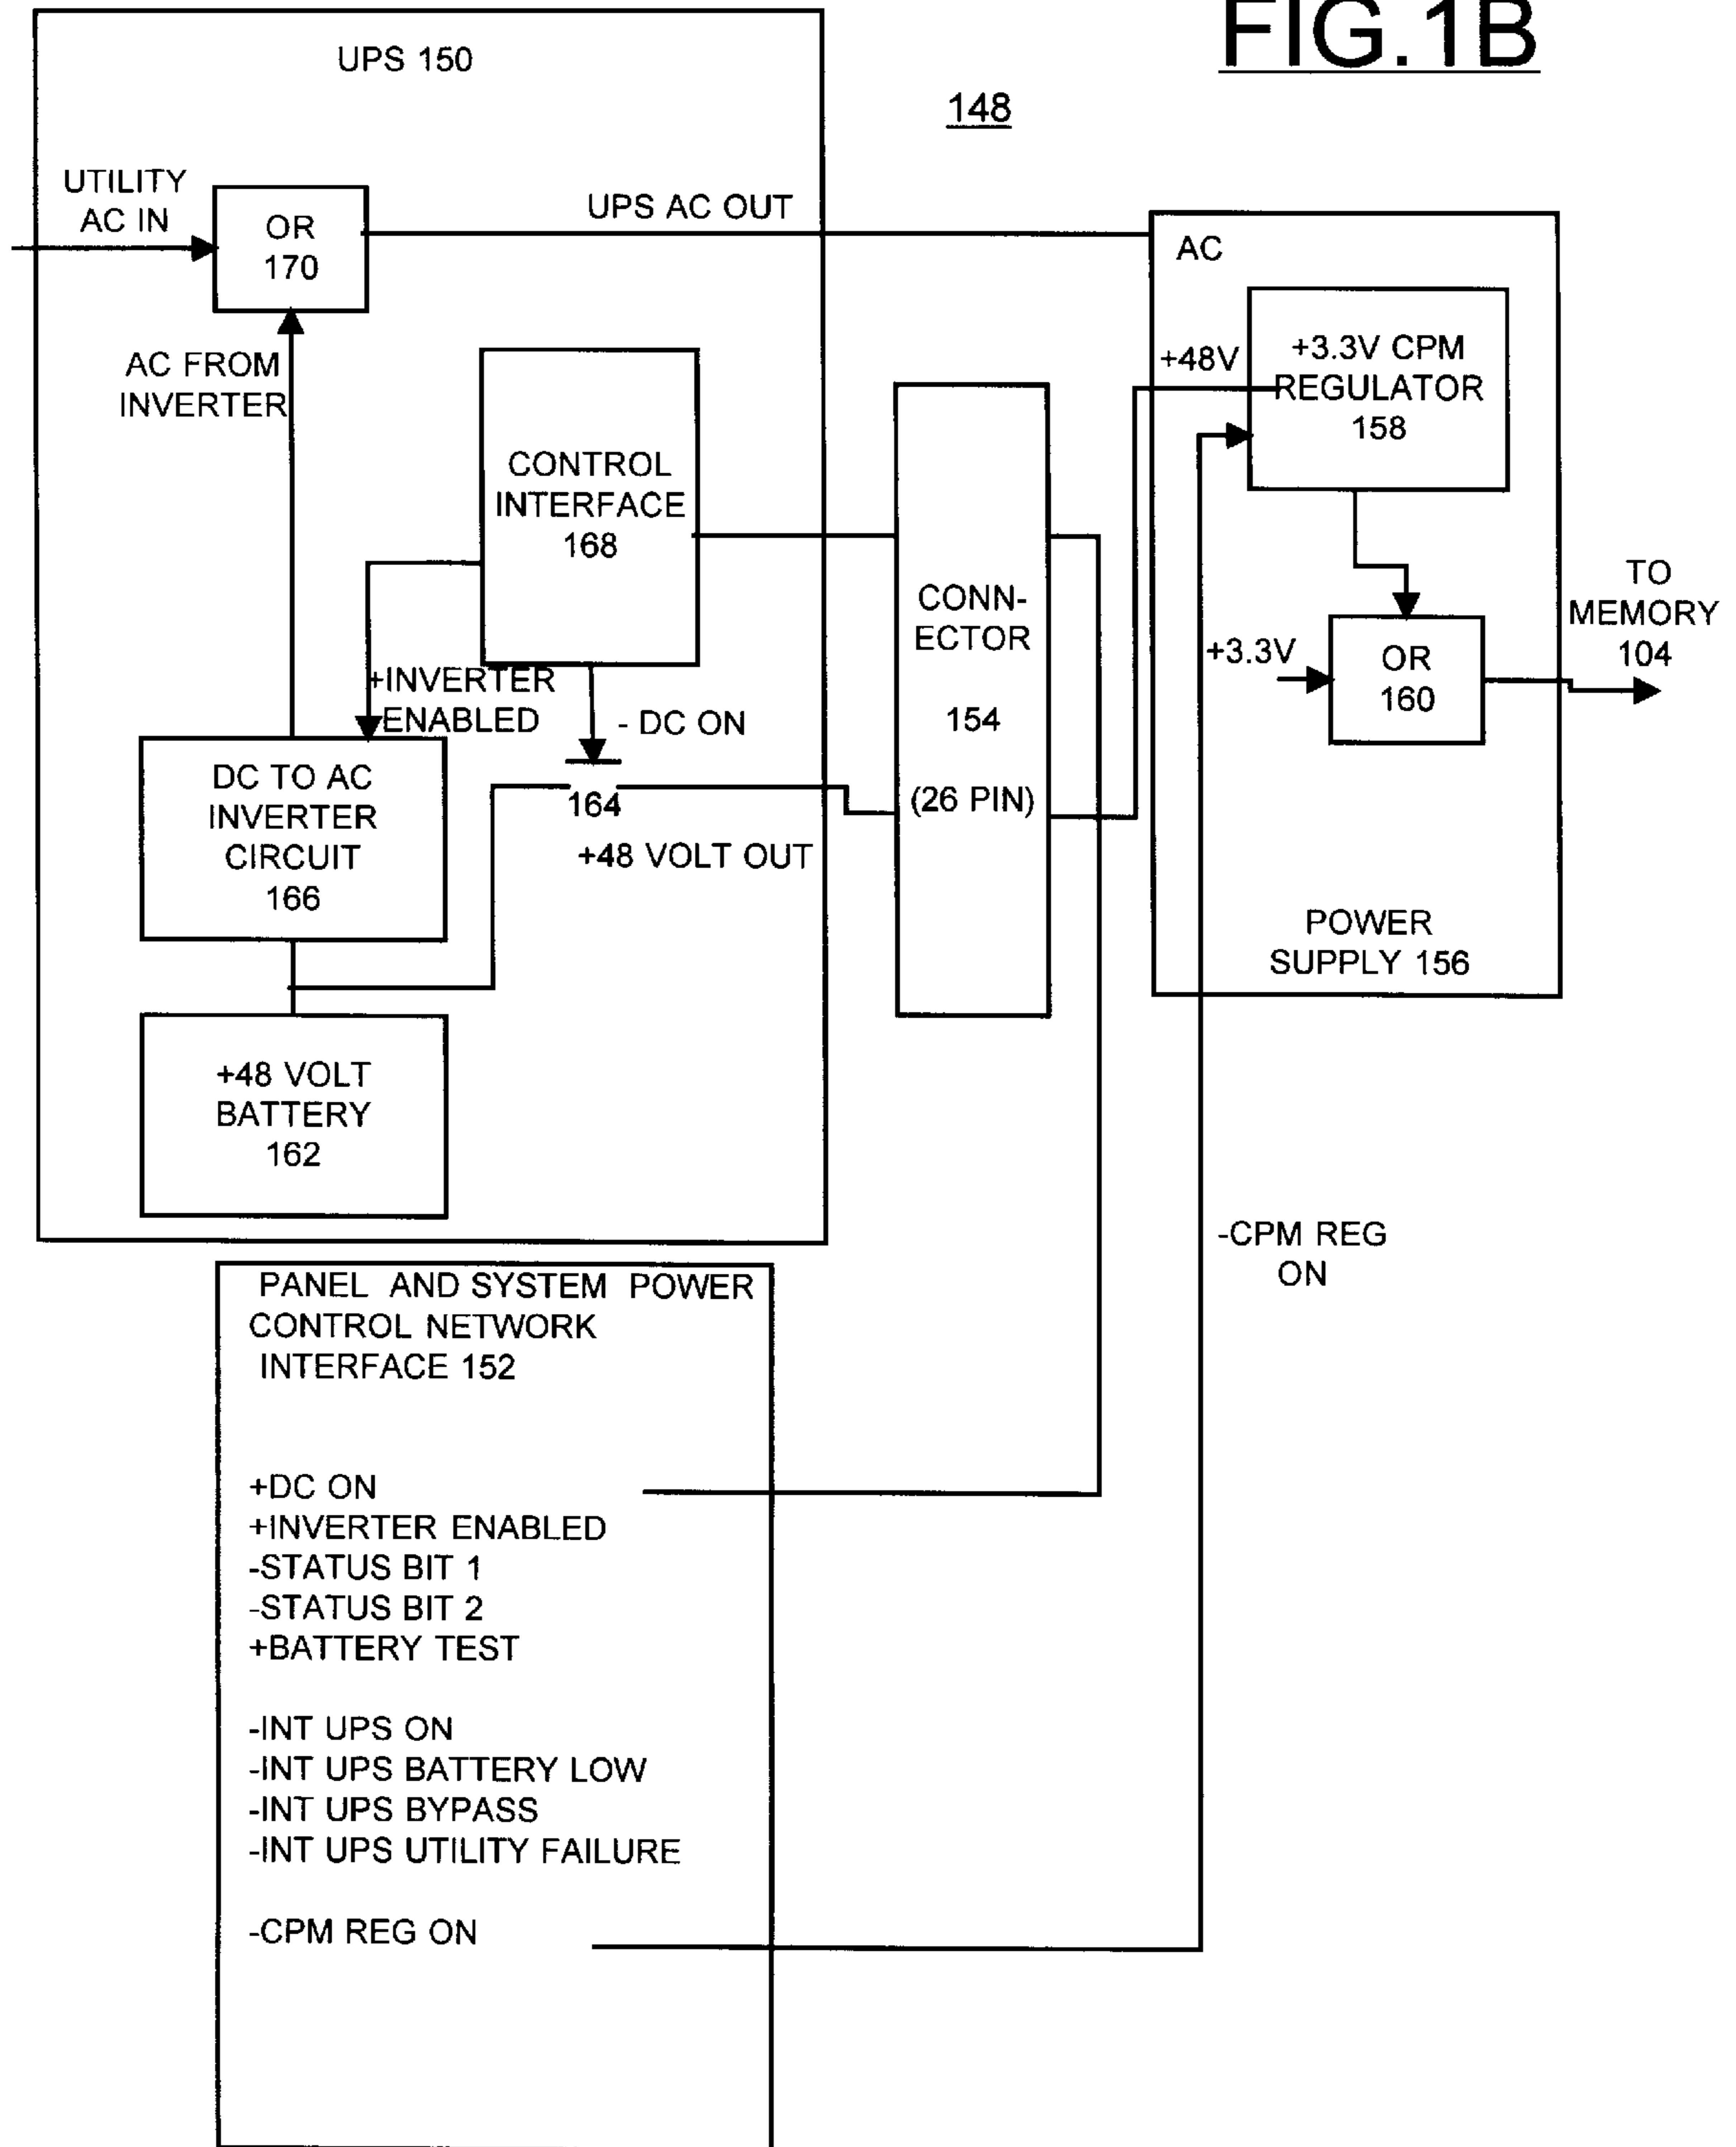 FIG.1B
UPS 150
148
UTILITY
AC IN
OR
170
UPS AC OUT
AC
AC FROM
INVERTER
+48V
+3.3V CPM
REGULATOR
158
CONTROL
INTERFACE
168
CONN-
ECTOR
154
(26 PIN)
TO
MEMORY
104
+3.3V
OR
160
+INVERTER
ENABLED
- DC ON
164
+48 VOLT OUT
DC TO AC
INVERTER
CIRCUIT
166
POWER
SUPPLY 156
+48 VOLT
BATTERY
162
-CPM REG
ON
PANEL AND SYSTEM POWER
CONTROL NETWORK
INTERFACE 152
+DC ON
+INVERTER ENABLED
-STATUS BIT 1
-STATUS BIT 2
+BATTERY TEST
-INT UPS ON
-INT UPS BATTERY LOW
-INT UPS BYPASS
-INT UPS UTILITY FAILURE
-CPM REG ON